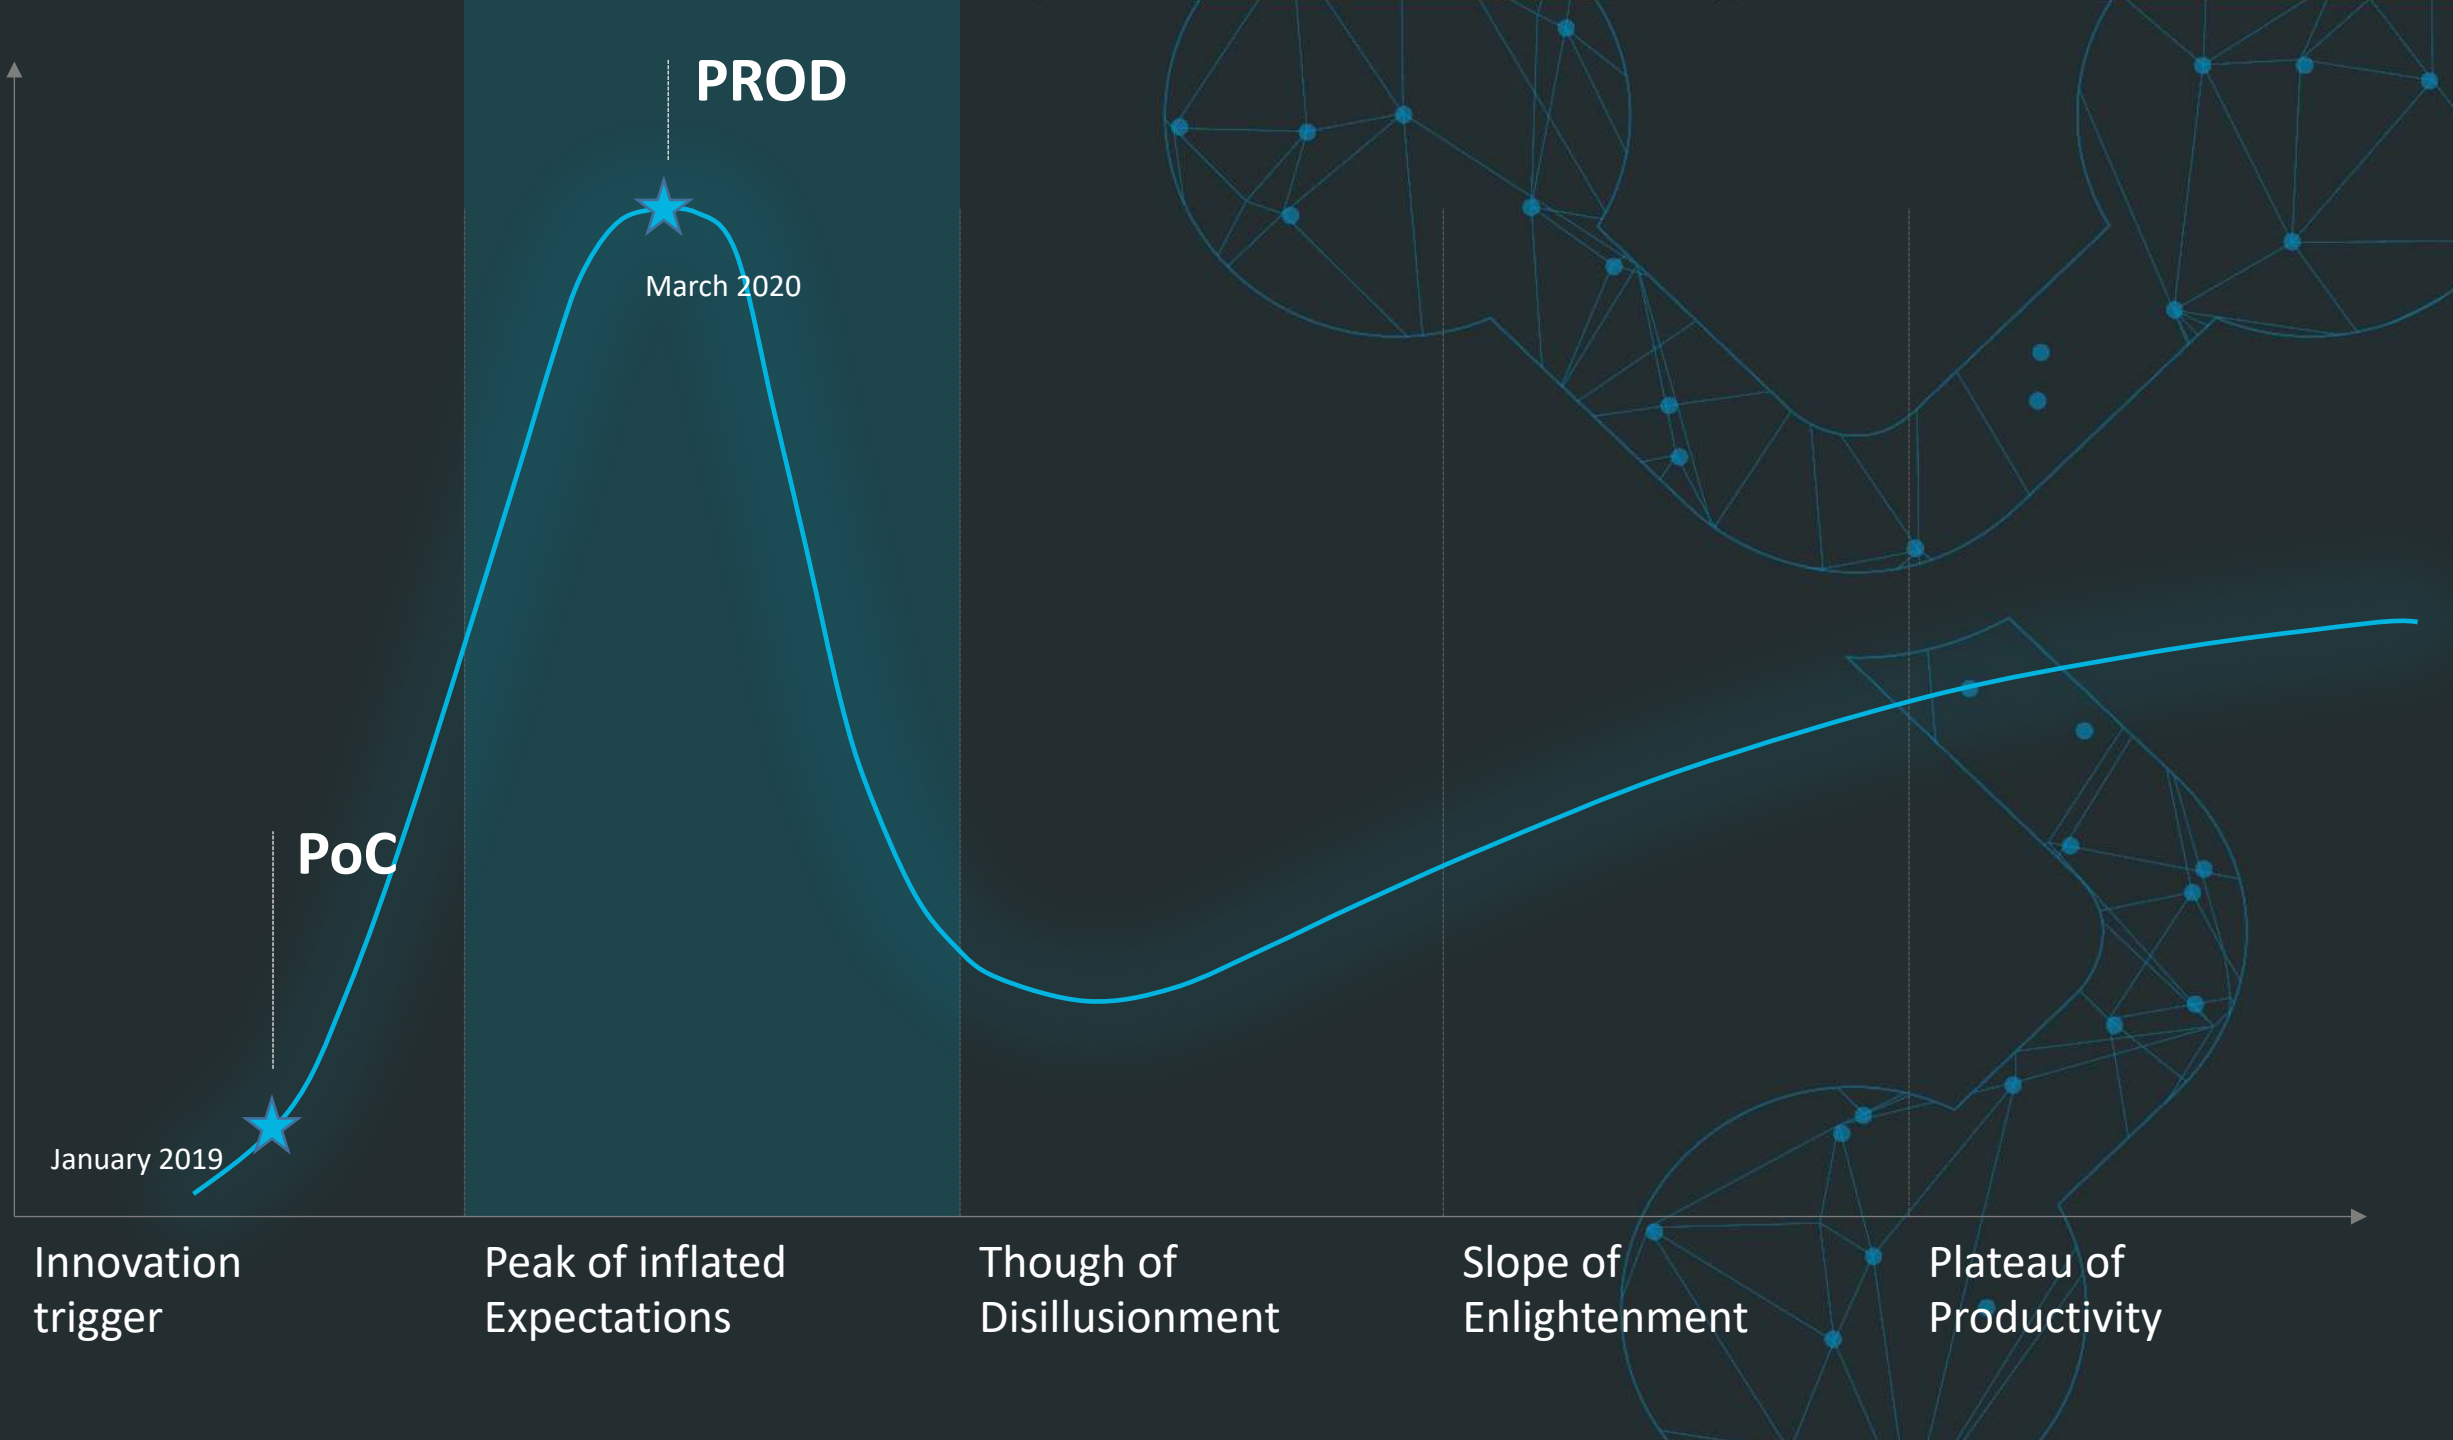 PROD
March 2020
PoC
January 2019
Innovation
trigger
Peak of inflated
Expectations
Though of
Disillusionment
Slope of
Enlightenment
Plateau of
Productivity